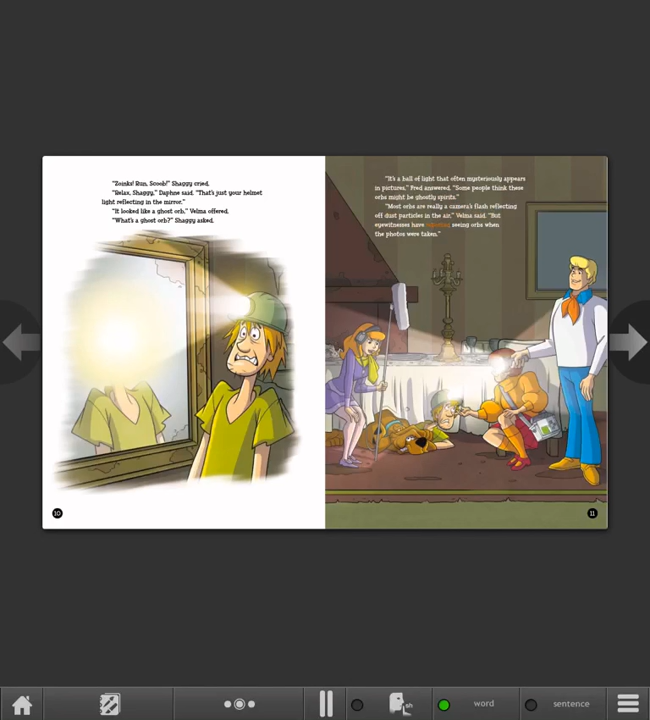 "Zoinks! Run, Scoob!" Shaggy cried.
"Relax, Shaggy," Daphne said. "That's just your helmet
light reflecting in the mirror."
"It looked like a ghost orb," Velma offered.
"What's a ghost orb?" Shaggy asked.
10
"It's a ball of light that often mysteriously appears
in pictures," Fred answered. "Some people think these
orbs might be ghostly spirits."
"Most orbs are really a camera's flash reflecting
off dust particles in the air," Velma said. "But
eyewitnesses have reported seeing orbs when
the photos were taken."
11
sh
word
sentence